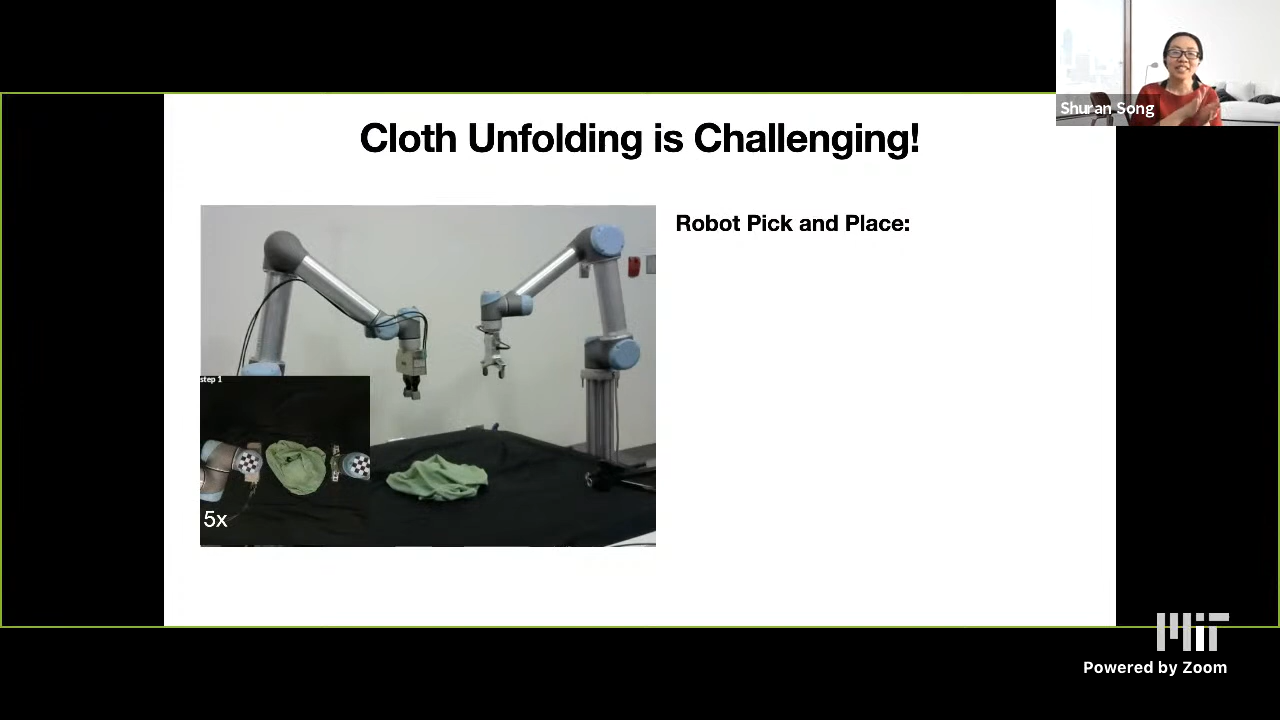 Shuran Song
Cloth Unfolding is Challenging!
Robot Pick and Place:
step 1
5x
MIT
Powered by Zoom